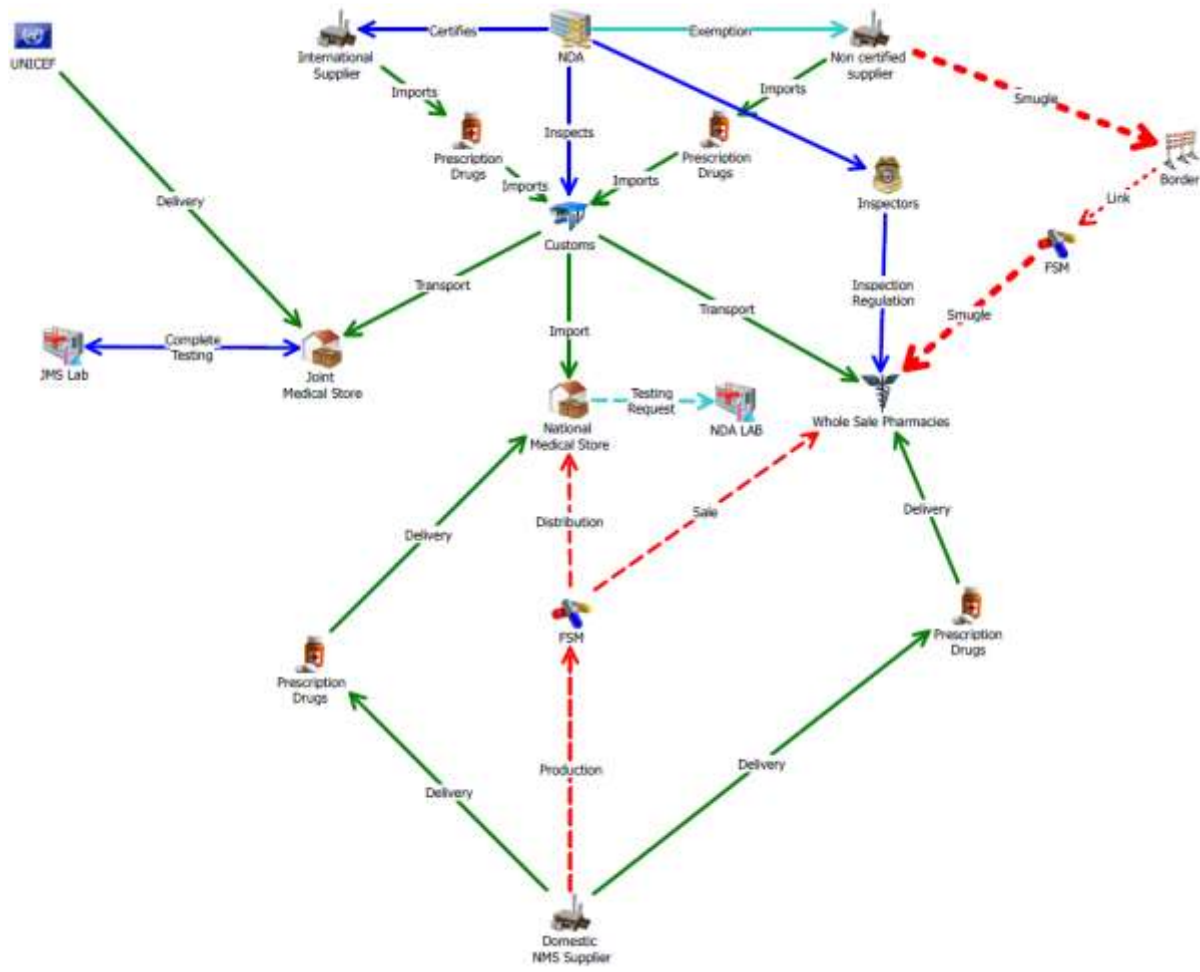 Certifies
Exemption
UNICEF
International
Supplier
NDA
Non certified
supplier
Imports
Imports
Smugle
Inspects
Prescription
Drugs
Prescription
Drugs
Imports
Imports
Border
Delivery
Inspectors
Link
Customs
FSM
Transport
Transport
Inspection
Regulation
Import
Smugle
Complete
Testing
JMS Lab
Joint
Medical Store
Testing
Request
National
Medical Store
NDA LAB
Whole Sale Pharmacies
Delivery
Distribution
Sale
Delivery
FSM
Prescription
Drugs
Prescription
Drugs
Production
Delivery
Delivery
Domestic
NMS Supplier